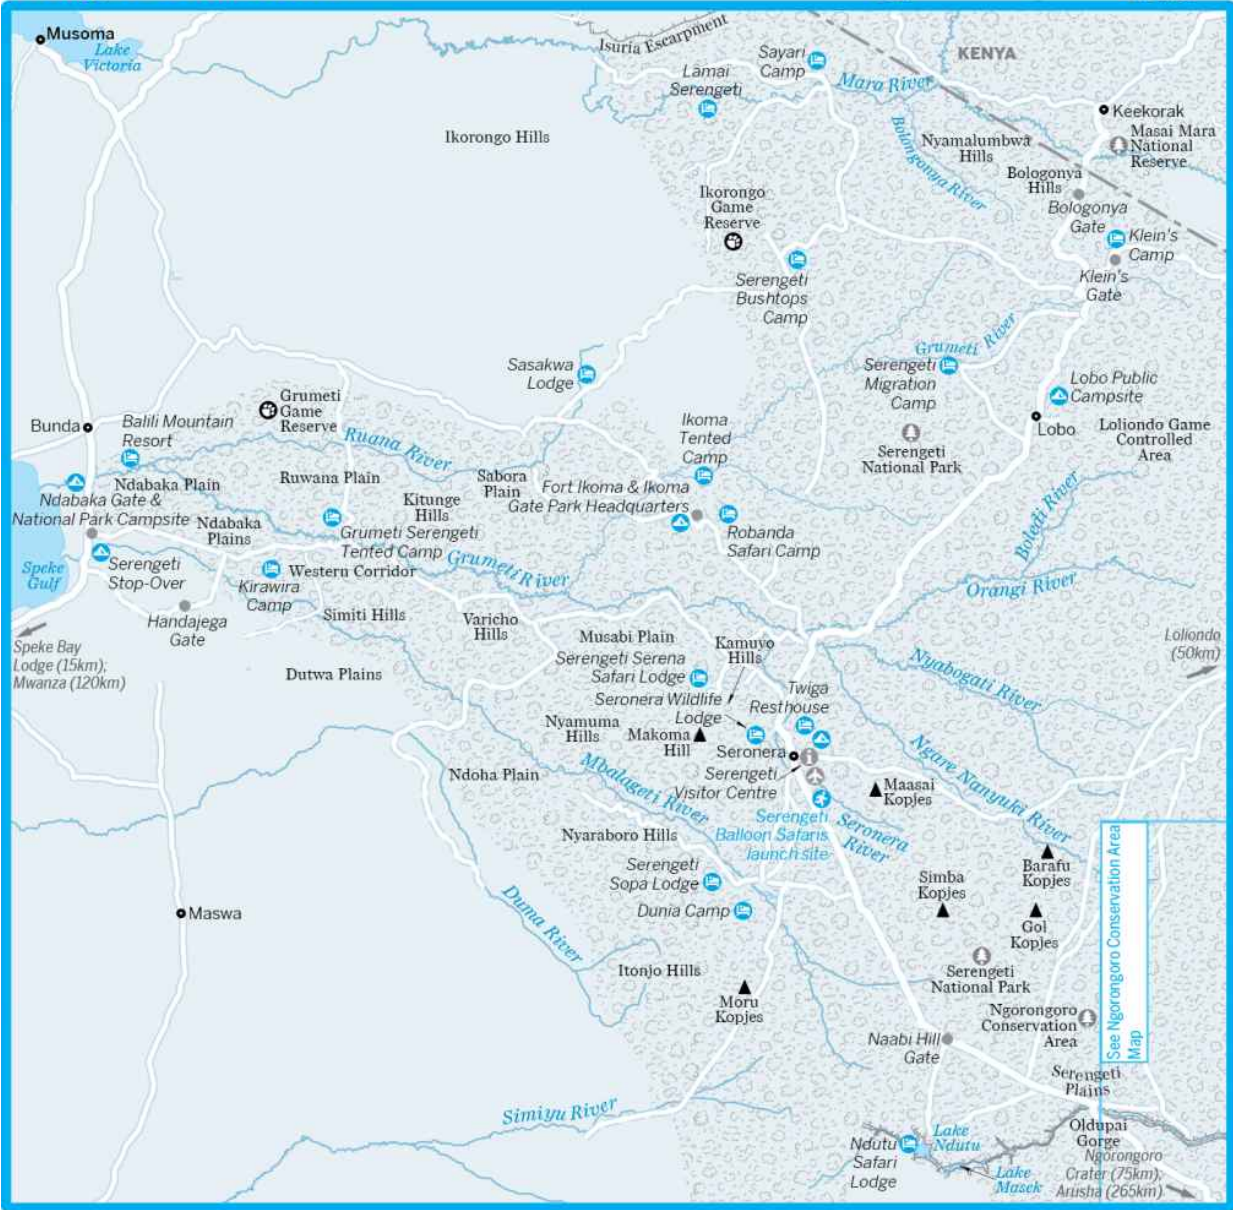 Musoma
Lake
Victoria
Isuria Escarpment
Sayari
Camp
KENYA
Lamai
Serengeti
Mara River
Keekorak
Ikorongo Hills
Bolongonya River
Nyamalumbwa
Hills
Masai Mara
National
Reserve
Bologonya
Hills
Ikorongo
Game
Reserve
Bologonya
Gate
Klein's
Camp
Serengeti
Bushtops
Camp
Klein's
Gate
Grumeti River
Sasakwa
Lodge
Serengeti
Migration
Camp
Lobo Public
Campsite
Grumeti
Game
Reserve
Bunda
Balili Mountain
Resort
Ruana River
Ikoma
Tented
Camp
Lobo
Loliondo Game
Controlled
Area
Serengeti
National Park
Ndabaka Plain
Ruwana Plain
Sabora
Plain
Kitunge
Hills
Fort Ikoma & Ikoma
Gate Park Headquarters
Ndabaka Gate &
National Park Campsite
Ndabaka
Plains
Grumeti Serengeti
Tented Camp
Robanda
Safari Camp
Boledi River
Speke
Gulf
Serengeti
Stop-Over
Kirawira
Camp
Western Corridor
Grumeti River
Orangi River
Handajega
Gate
Simiti Hills
Varicho
Hills
Musabi Plain
Kamuyo
Hills
Speke Bay
Lodge (15km);
Mwanza (120km)
Loliondo
(50km)
Dutwa Plains
Serengeti Serena
Safari Lodge
Nyabogati River
Seronera Wildlife
Lodge
Twiga
Resthouse
Nyamuma
Hills
Makoma
Hill
Seronera
Ngare Nanyuki River
Ndoha Plain
Mbalageti River
Serengeti
Visitor Centre
Maasai
Kopjes
Serengeti
Balloon Safaris
launch site
Seronera
River
Nyaraboro Hills
Serengeti
Sopa Lodge
Simba
Kopjes
Barafu
Kopjes
Dunia Camp
Gol
Kopjes
Maswa
Duma River
See Ngorongoro Conservation Area
Map
Itonjo Hills
Serengeti
National Park
Moru
Kopjes
Ngorongoro
Conservation
Area
Naabi Hill
Gate
Serengeti
Plains
Simiyu River
Oldupai
Gorge
Ndutu
Safari
Lodge
Lake
Ndutu
Lake
Masek
Ngorongoro
Crater (75km);
Arusha (265km)